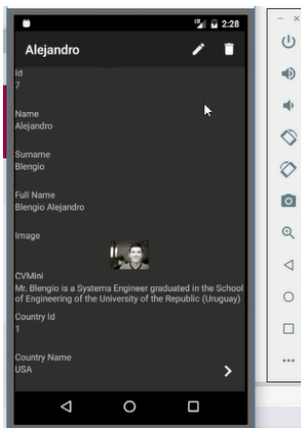 2:28
Alejandro
Id
7
Name
Alejandro
Surname
Blengio
Full Name
Blengio Alejandro
Image
CVMini
Mr. Blengio is a Systems Engineer graduated in the School
of Engineering of the University of the Republic (Uruguay)
Country Id
1
Country Name
USA